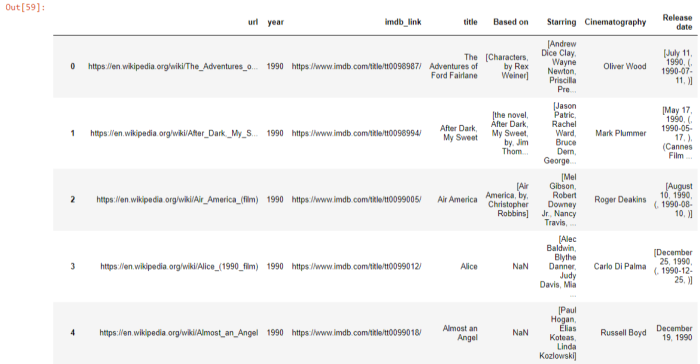 Out[59]:
url year imdb_link title Based on Starring Cinematography Release date
0 https://en.wikipedia.org/wiki/The_Adventures_o... 1990 https://www.imdb.com/title/tt0098987/ The Adventures of Ford Fairlane [Characters, by Rex Weiner] [Andrew Dice Clay, Wayne Newton, Priscilla Pre... Oliver Wood [July 11, 1990, (, 1990-07-11, )]
1 https://en.wikipedia.org/wiki/After_Dark,_My_S... 1990 https://www.imdb.com/title/tt0098994/ After Dark, My Sweet [the novel, After Dark, My Sweet, by, Jim Thom... [Jason Patric, Rachel Ward, Bruce Dern, George... Mark Plummer [May 17, 1990, (, 1990-05-17, ), (Cannes Film ...
2 https://en.wikipedia.org/wiki/Air_America_(film) 1990 https://www.imdb.com/title/tt0099005/ Air America [Air America, by, Christopher Robbins] [Mel Gibson, Robert Downey Jr., Nancy Travis, ... Roger Deakins [August 10, 1990, (, 1990-08-10, )]
3 https://en.wikipedia.org/wiki/Alice_(1990_film) 1990 https://www.imdb.com/title/tt0099012/ Alice NaN [Alec Baldwin, Blythe Danner, Judy Davis, Mia ... Carlo Di Palma [December 25, 1990, (, 1990-12-25, )]
4 https://en.wikipedia.org/wiki/Almost_an_Angel 1990 https://www.imdb.com/title/tt0099018/ Almost an Angel NaN [Paul Hogan, Elias Koteas, Linda Kozlowski] Russell Boyd December 19, 1990